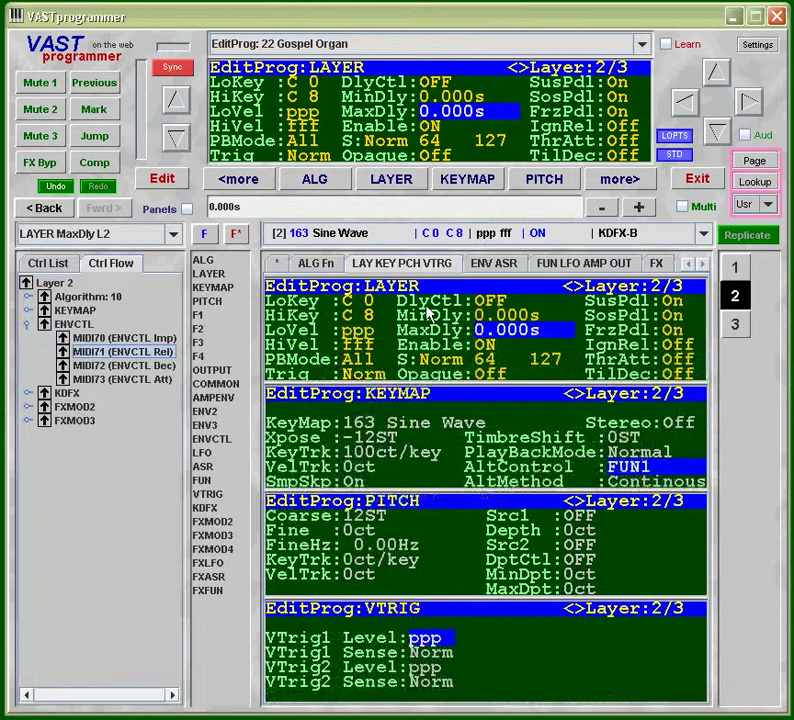 VASTprogrammer
VAST on the web
programmer
EditProg: 22 Gospel Organ
Learn
Settings
Mute 1 Previous
Mute 2 Mark
Mute 3 Jump
FX Byp Comp
Undo Redo
Sync
Edit
EditProg:LAYER <>Layer:2/3
LoKey :C 0 DlyCtl:OFF SusPdl:On
HiKey :C 8 MinDly:0.000s SosPdl:On
LoVel :ppp MaxDly:0.000s FrzPdl:On
HiVel :fff Enable:ON IgnRel:Off
PBMode:All S:Norm 64 127 ThrAtt:Off
Trig :Norm Opaque:Off TilDec:Off
LOPTS
STD
Aud
<more ALG LAYER KEYMAP PITCH more> Exit
Page
Lookup
Usr
<< Back Fwrd >> Panels 0.000s - + Multi
LAYER MaxDly L2 F F* [2] 163 Sine Wave | C 0 C 8 | ppp fff | ON | KDFX-B Replicate
Ctrl List Ctrl Flow
Layer 2
Algorithm: 10
KEYMAP
ENVCTL
MIDI70 (ENVCTL Imp)
MIDI71 (ENVCTL Rel)
MIDI72 (ENVCTL Dec)
MIDI73 (ENVCTL Att)
KDFX
FXMOD2
FXMOD3
ALG
LAYER
KEYMAP
PITCH
F1
F2
F3
F4
OUTPUT
COMMON
AMPENV
ENV2
ENV3
ENVCTL
LFO
ASR
FUN
VTRIG
KDFX
FXMOD2
FXMOD3
FXMOD4
FXLFO
FXASR
FXFUN
* ALG Fn LAY KEY PCH VTRG ENV ASR FUN LFO AMP OUT FX
EditProg:LAYER <>Layer:2/3
LoKey :C 0 DlyCtl:OFF SusPdl:On
HiKey :C 8 MinDly:0.000s SosPdl:On
LoVel :ppp MaxDly:0.000s FrzPdl:On
HiVel :fff Enable:ON IgnRel:Off
PBMode:All S:Norm 64 127 ThrAtt:Off
Trig :Norm Opaque:Off TilDec:Off
EditProg:KEYMAP <>Layer:2/3
KeyMap:163 Sine Wave Stereo:Off
Xpose :-12ST TimbreShift :0ST
KeyTrk:100ct/key PlayBackMode:Normal
VelTrk:0ct AltControl :FUN1
SmpSkp:On AltMethod :Continous
EditProg:PITCH <>Layer:2/3
Coarse:12ST Src1 :OFF
Fine :0ct Depth :0ct
FineHz: 0.00Hz Src2 :OFF
KeyTrk:0ct/key DptCtl:OFF
VelTrk:0ct MinDpt:0ct
MaxDpt:0ct
EditProg:VTRIG <>Layer:2/3
VTrig1 Level:ppp
VTrig1 Sense:Norm
VTrig2 Level:ppp
VTrig2 Sense:Norm
1
2
3